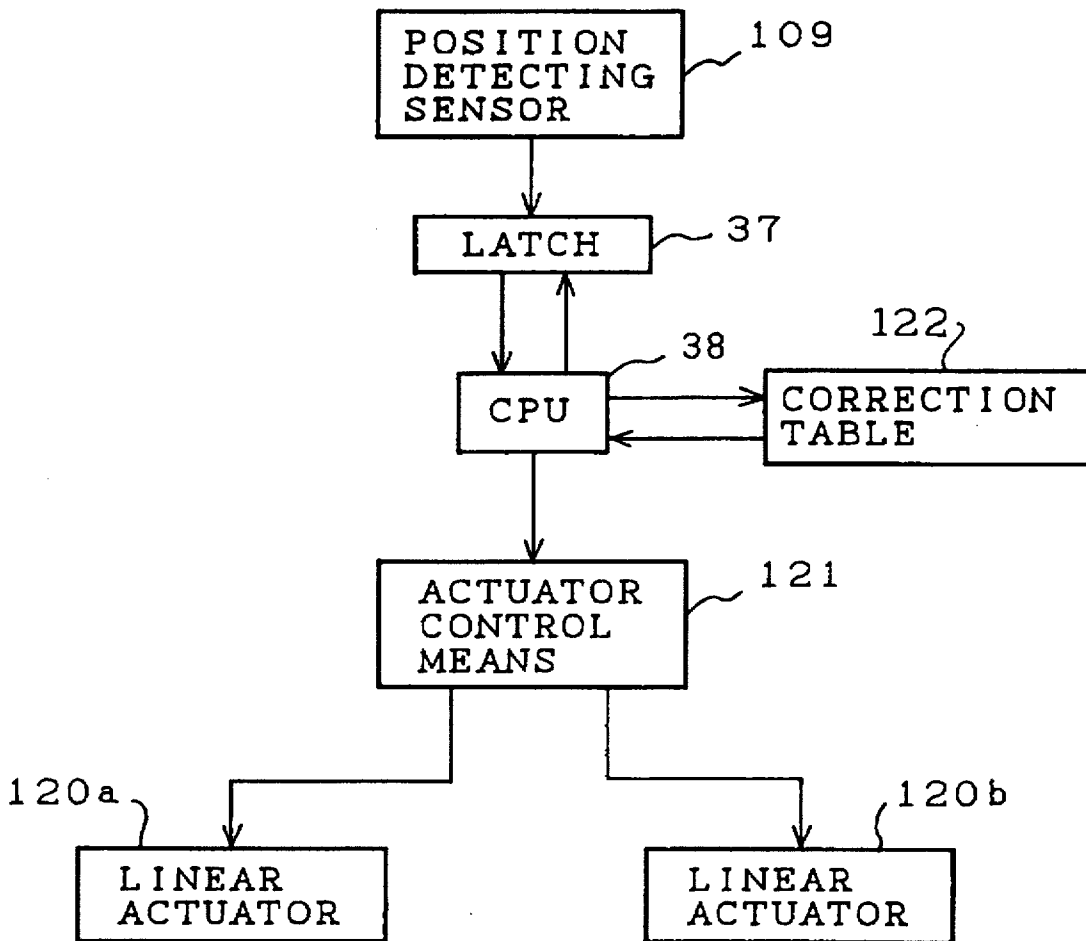 POSITION
DETECTING
SENSOR
109
LATCH
37
CPU
38
122
CORRECTION
TABLE
ACTUATOR
CONTROL
MEANS
121
120a
LINEAR
ACTUATOR
120b
LINEAR
ACTUATOR